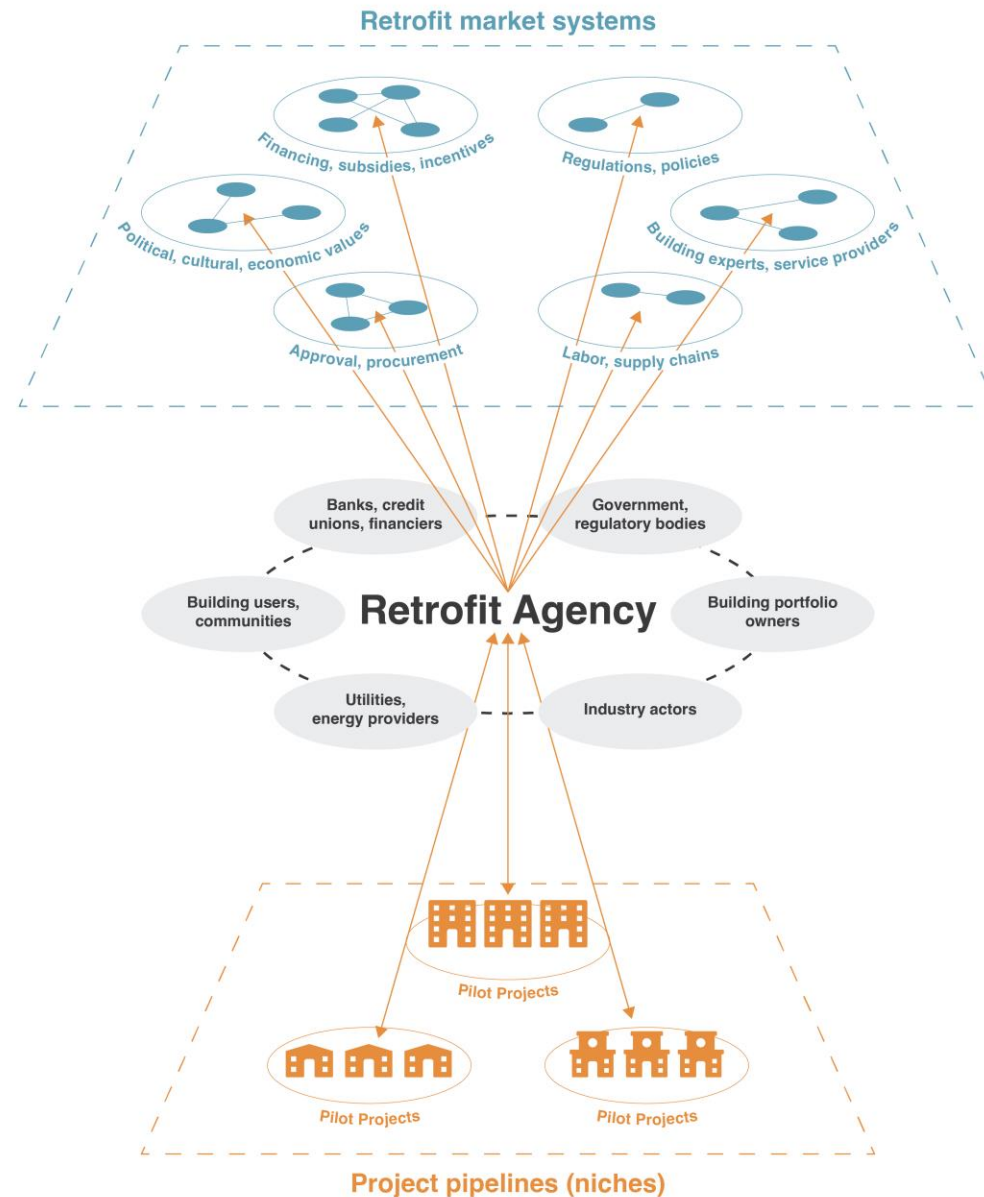 Retrofit market systems
Financing, subsidies, incentives
Regulations, policies
Political, cultural, economic values
Building experts, service providers
Approval, procurement
Labor, supply chains
Banks, credit
unions, financiers
Government,
regulatory bodies
Building users,
communities
Retrofit Agency
Building portfolio
owners
Utilities,
energy providers
Industry actors
Pilot Projects
Pilot Projects
Pilot Projects
Project pipelines (niches)